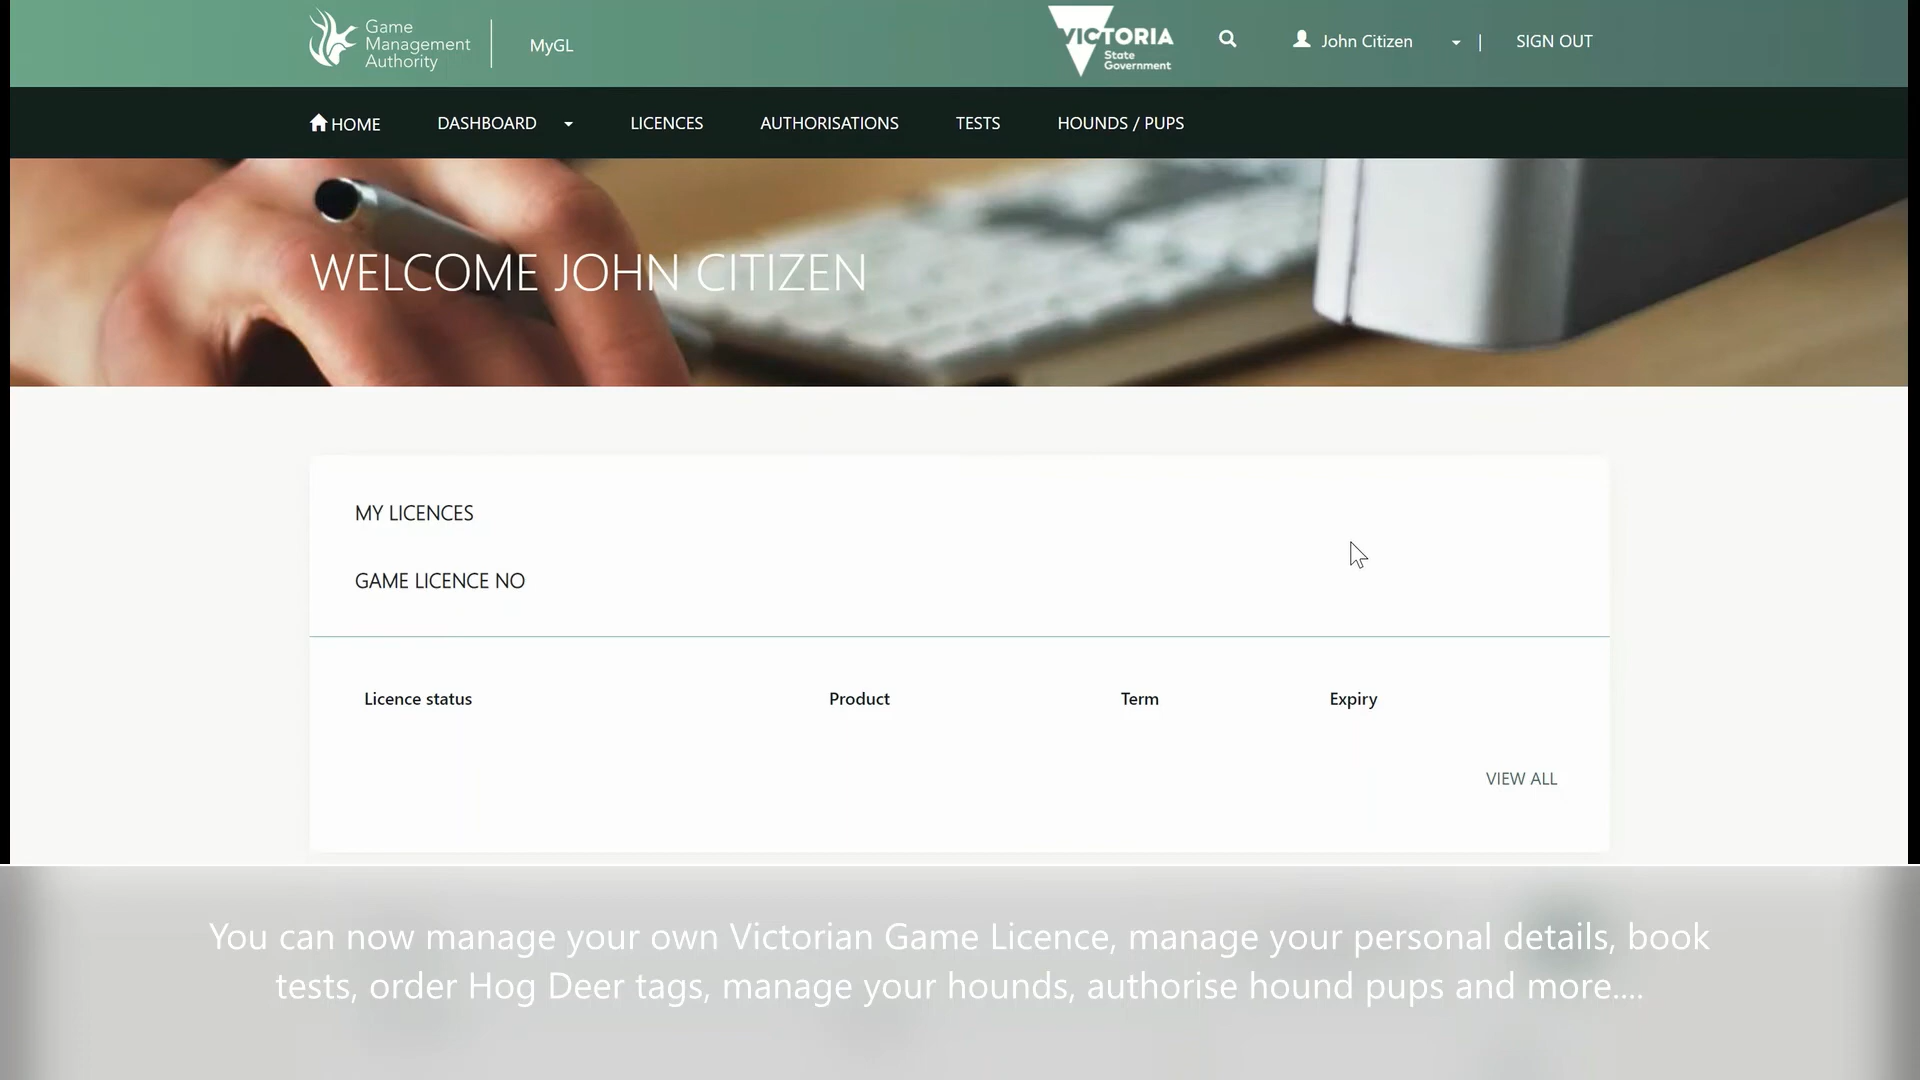 Game
Management
Authority
MyGL
VICTORIA
State
Government
John Citizen
|
SIGN OUT
HOME
DASHBOARD
LICENCES
AUTHORISATIONS
TESTS
HOUNDS / PUPS
WELCOME JOHN CITIZEN
MY LICENCES
GAME LICENCE NO
Licence status
Product
Term
Expiry
VIEW ALL
You can now manage your own Victorian Game Licence, manage your personal details, book
tests, order Hog Deer tags, manage your hounds, authorise hound pups and more....